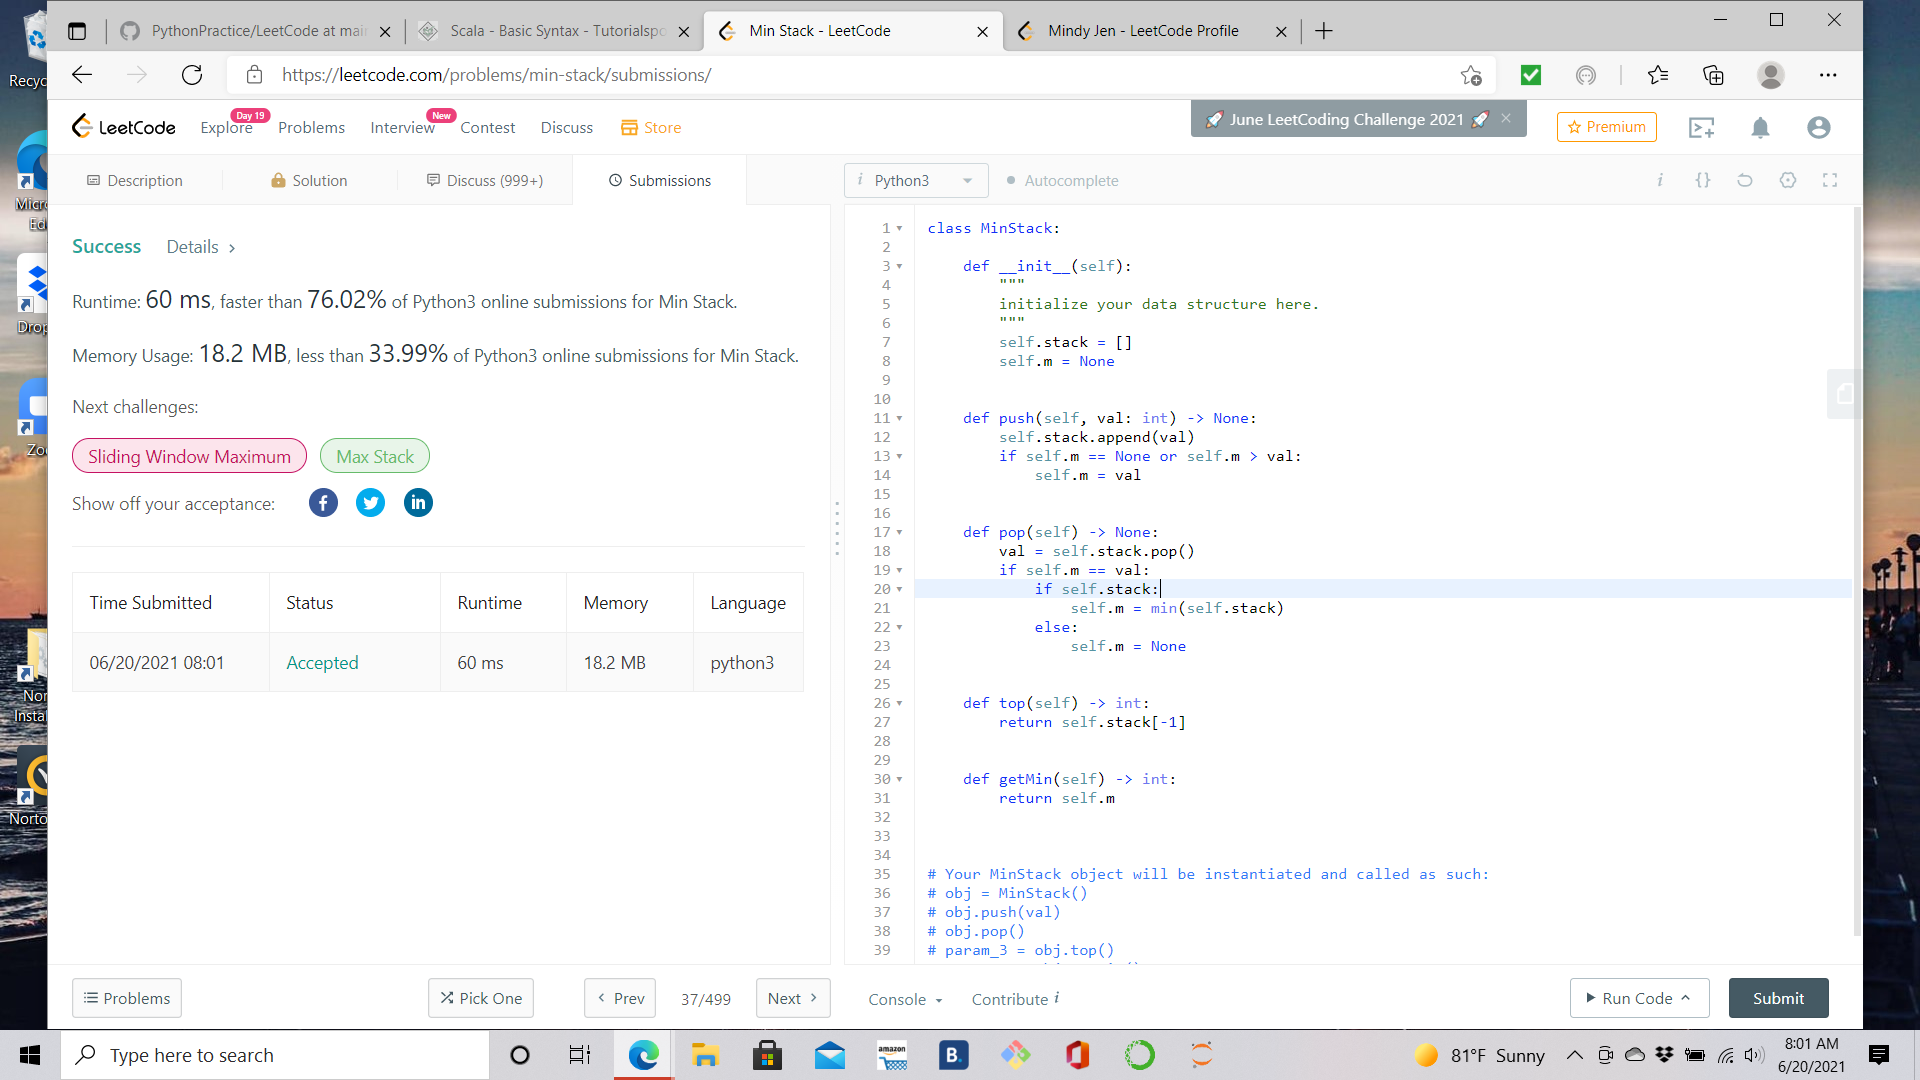 PythonPractice/LeetCode at mai
Scala - Basic Syntax - Tutorialspo
Min Stack - LeetCode
Mindy Jen - LeetCode Profile
https://leetcode.com/problems/min-stack/submissions/
LeetCode
Explore
Day 19
Problems
Interview
New
Contest
Discuss
Store
June LeetCoding Challenge 2021
Premium
Description
Solution
Discuss (999+)
Submissions
i Python3
Autocomplete
Success
Details >
Runtime: 60 ms, faster than 76.02% of Python3 online submissions for Min Stack.
Memory Usage: 18.2 MB, less than 33.99% of Python3 online submissions for Min Stack.
Next challenges:
Sliding Window Maximum
Max Stack
Show off your acceptance:
Time Submitted Status Runtime Memory Language
06/20/2021 08:01 Accepted 60 ms 18.2 MB python3
1 class MinStack:
2
3 def __init__(self):
4 """
5 initialize your data structure here.
6 """
7 self.stack = []
8 self.m = None
9
10
11 def push(self, val: int) -> None:
12 self.stack.append(val)
13 if self.m == None or self.m > val:
14 self.m = val
15
16
17 def pop(self) -> None:
18 val = self.stack.pop()
19 if self.m == val:
20 if self.stack:
21 self.m = min(self.stack)
22 else:
23 self.m = None
24
25
26 def top(self) -> int:
27 return self.stack[-1]
28
29
30 def getMin(self) -> int:
31 return self.m
32
33
34
35 # Your MinStack object will be instantiated and called as such:
36 # obj = MinStack()
37 # obj.push(val)
38 # obj.pop()
39 # param_3 = obj.top()
Problems
Pick One
< Prev
37/499
Next >
Console
Contribute i
Run Code
Submit
Recyc
Micro
Ed
Drop
Zoo
Nor
Insta
Norto
Type here to search
amazon
B.
81°F Sunny
8:01 AM
6/20/2021